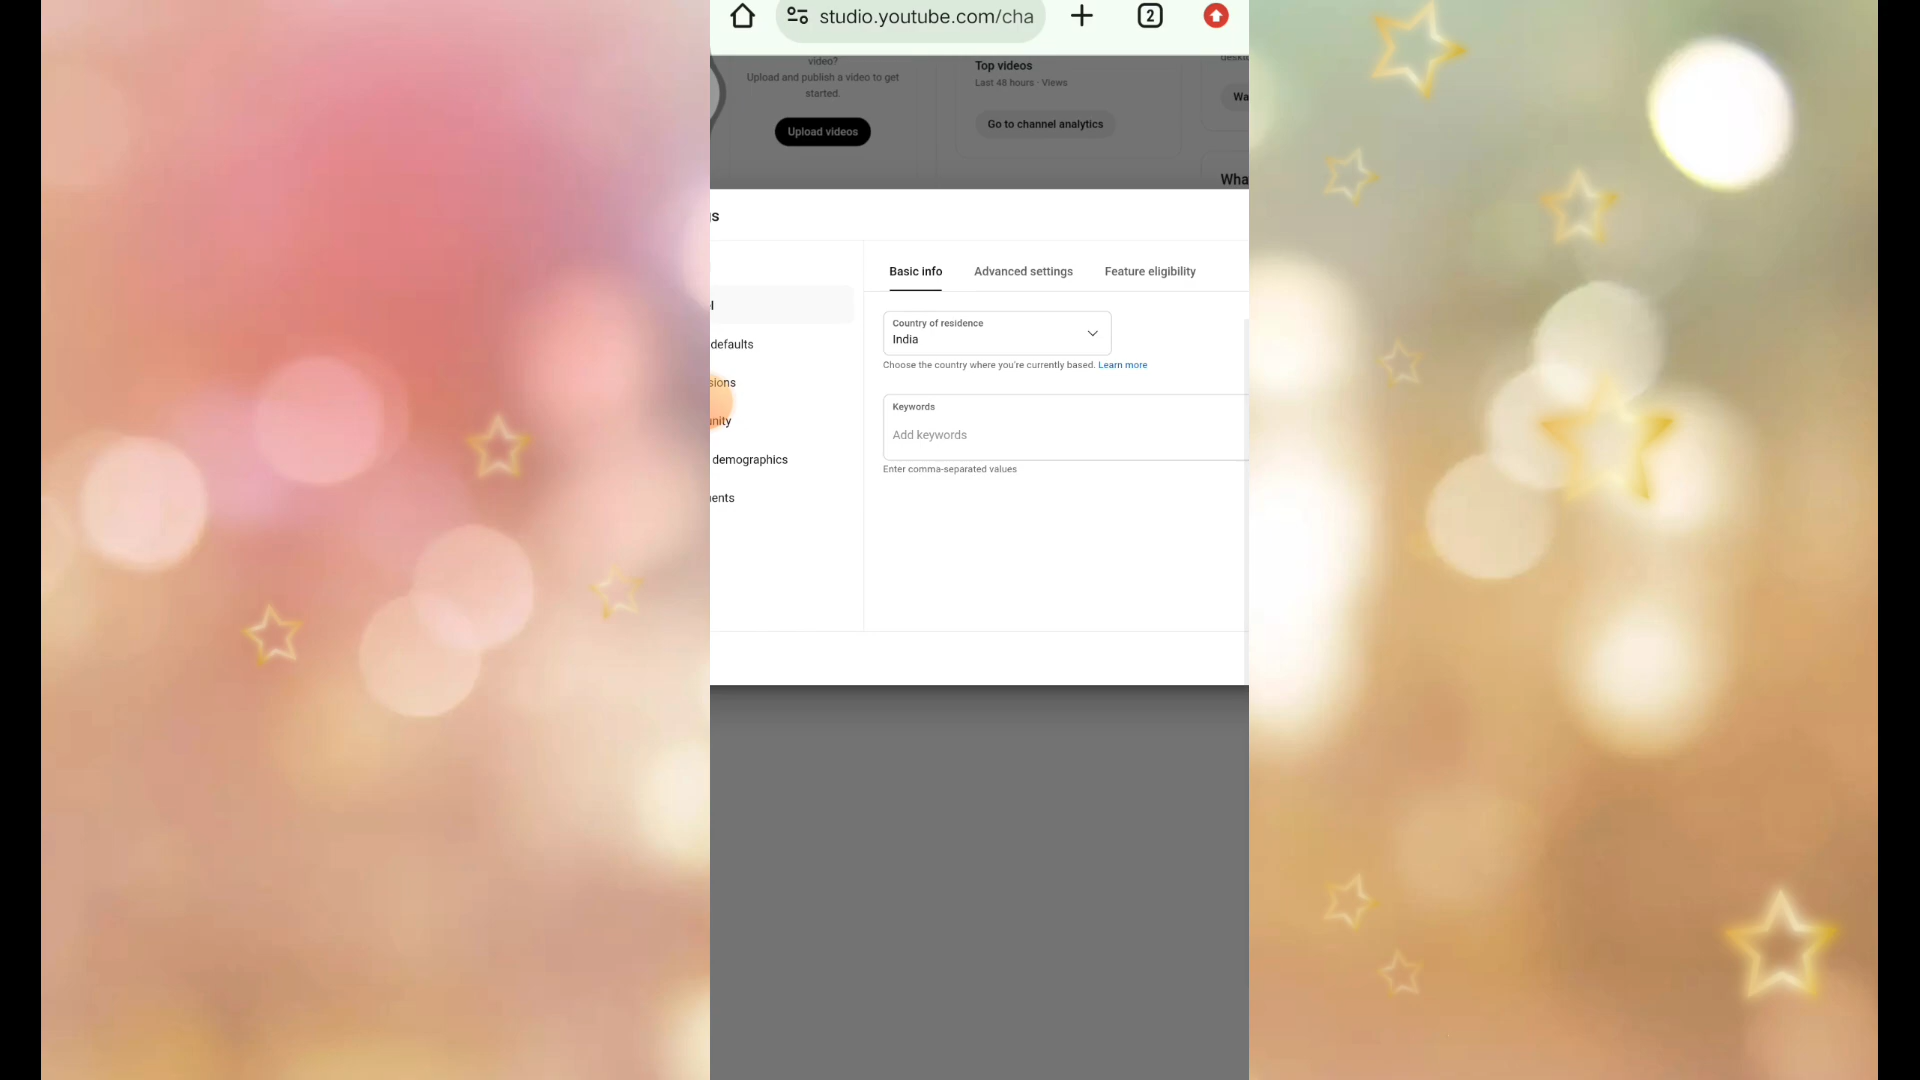 studio.youtube.com/cha
2
video?
Upload and publish a video to get
started.
Upload videos
Top videos
Last 48 hours · Views
Go to channel analytics
Wa
Wha
gs
Basic info
Advanced settings
Feature eligibility
Country of residence
India
Choose the country where you're currently based. Learn more
Keywords
Add keywords
Enter comma-separated values
l
defaults
sions
unity
demographics
ents